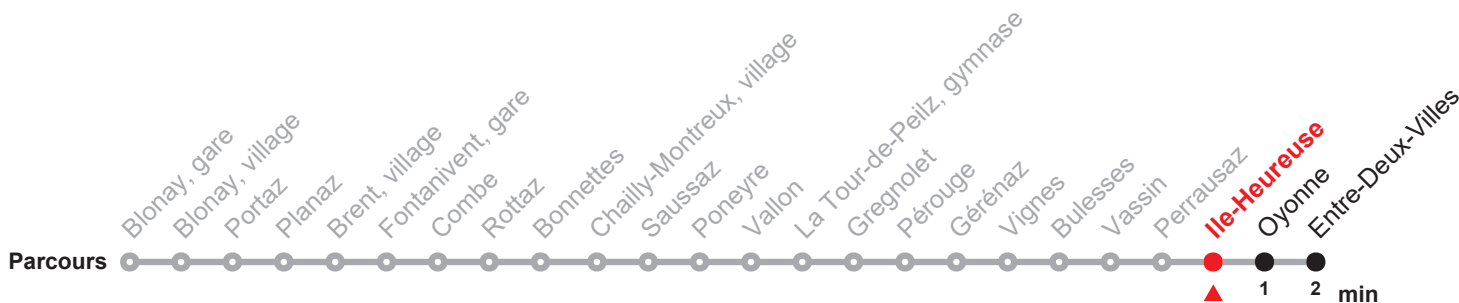 Blonay, gare
Blonay, village
Portaz
Planaz
Brent, village
Fontanivent, gare
Combe
Rottaz
Bonnettes
Chailly-Montreux, village
Saussaz
Poneyre
Vallon
La Tour-de-Peilz, gymnase
Gregnolet
Pérouge
Gérénaz
Vignes
Bulesses
Vassin
Perrausaz
Ile-Heureuse
Oyonne
Entre-Deux-Villes
Parcours
1 2 min